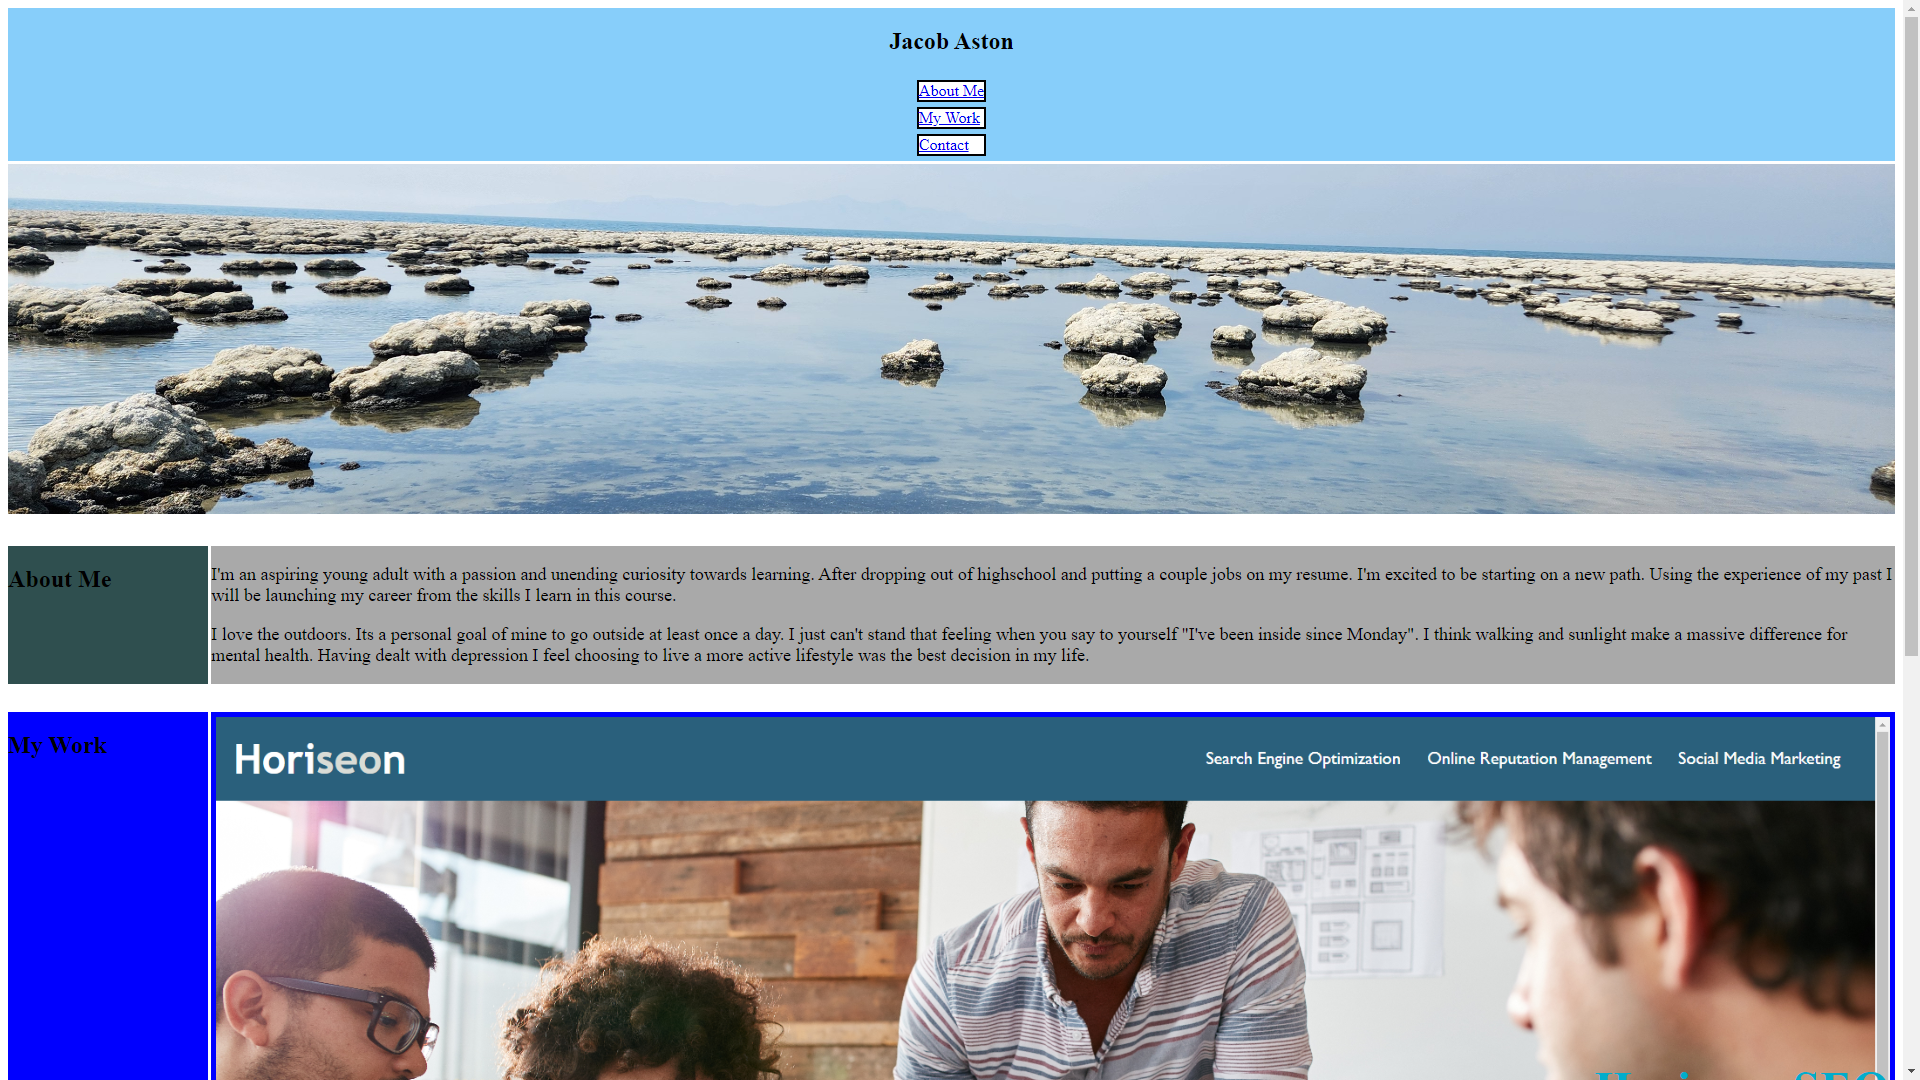 Jacob Aston
About Me
My Work
Contact
About Me
I'm an aspiring young adult with a passion and unending curiosity towards learning. After dropping out of highschool and putting a couple jobs on my resume. I'm excited to be starting on a new path. Using the experience of my past I
will be launching my career from the skills I learn in this course.
I love the outdoors. Its a personal goal of mine to go outside at least once a day. I just can't stand that feeling when you say to yourself "I've been inside since Monday". I think walking and sunlight make a massive difference for
mental health. Having dealt with depression I feel choosing to live a more active lifestyle was the best decision in my life.
My Work
Horiseon
Search Engine Optimization Online Reputation Management Social Media Marketing